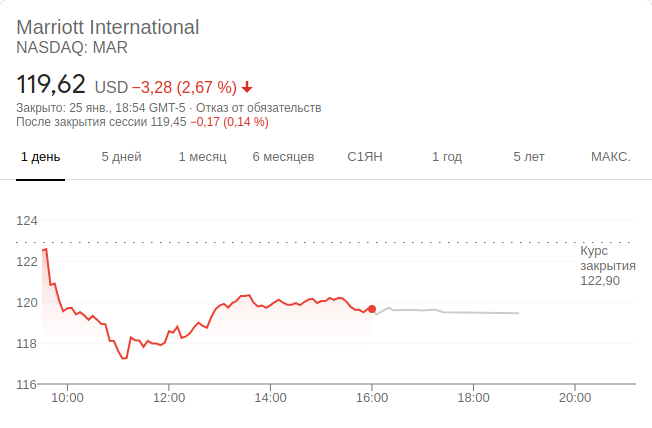 Marriott International
NASDAQ: MAR
119,62 USD −3,28 (2,67 %)
Закрыто: 25 янв., 18:54 GMT-5 · Отказ от обязательств
После закрытия сессии 119,45 −0,17 (0,14 %)
1 день 5 дней 1 месяц 6 месяцев С1ЯН 1 год 5 лет МАКС.
124
Курс
закрытия
122,90
122
120
118
116
10:00 12:00 14:00 16:00 18:00 20:00